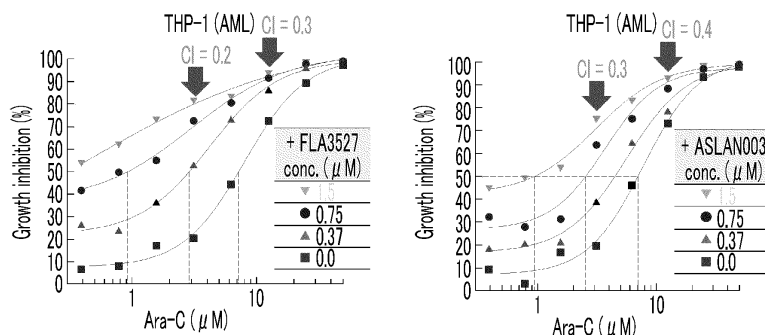 THP-1 (AML)
CI = 0.2
CI = 0.3
Growth inhibition (%)
100
90
80
70
60
50
40
30
20
10
0
1
10
Ara-C (μM)
+ FLA3527
conc. (μM)
1.5
0.75
0.37
0.0
THP-1 (AML)
CI = 0.3
CI = 0.4
Growth inhibition (%)
100
90
80
70
60
50
40
30
20
10
0
1
10
Ara-C (μM)
+ ASLAN003
conc. (μM)
1.5
0.75
0.37
0.0